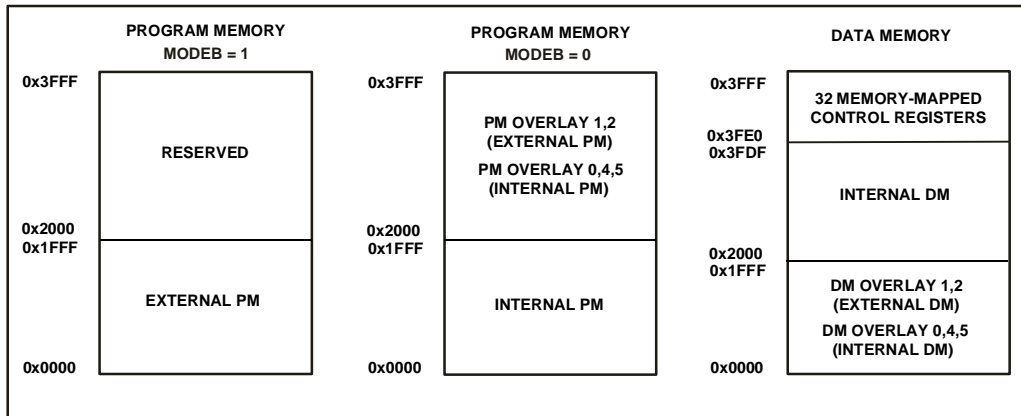 PROGRAM MEMORY
MODEB = 1
0x3FFF
RESERVED
0x2000
0x1FFF
EXTERNAL PM
0x0000
PROGRAM MEMORY
MODEB = 0
0x3FFF
PM OVERLAY 1,2
(EXTERNAL PM)
PM OVERLAY 0,4,5
(INTERNAL PM)
0x2000
0x1FFF
INTERNAL PM
0x0000
DATA MEMORY
0x3FFF
32 MEMORY-MAPPED
CONTROL REGISTERS
0x3FE0
0x3FDF
INTERNAL DM
0x2000
0x1FFF
DM OVERLAY 1,2
(EXTERNAL DM)
DM OVERLAY 0,4,5
(INTERNAL DM)
0x0000